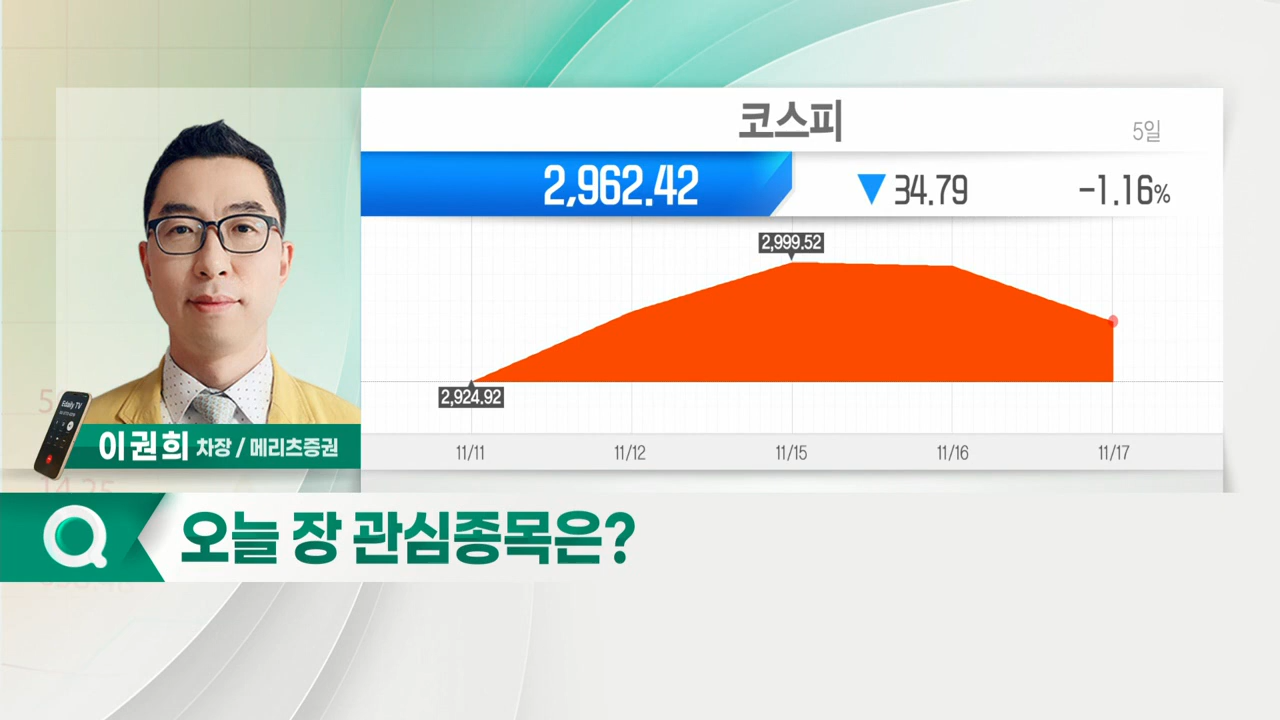 코스피
5일
2,962.42 ▼ 34.79 -1.16%
2,999.52
2,924.92
11/11 11/12 11/15 11/16 11/17
Edaily TV
이권희 차장 / 메리츠증권
오늘 장 관심종목은?